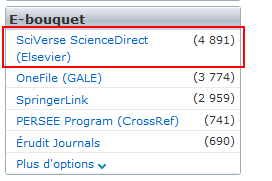 E-bouquet
SciVerse ScienceDirect (4 891)
(Elsevier)
OneFile (GALE) (3 774)
SpringerLink (2 959)
PERSEE Program (CrossRef) (741)
Érudit Journals (690)
Plus d'options